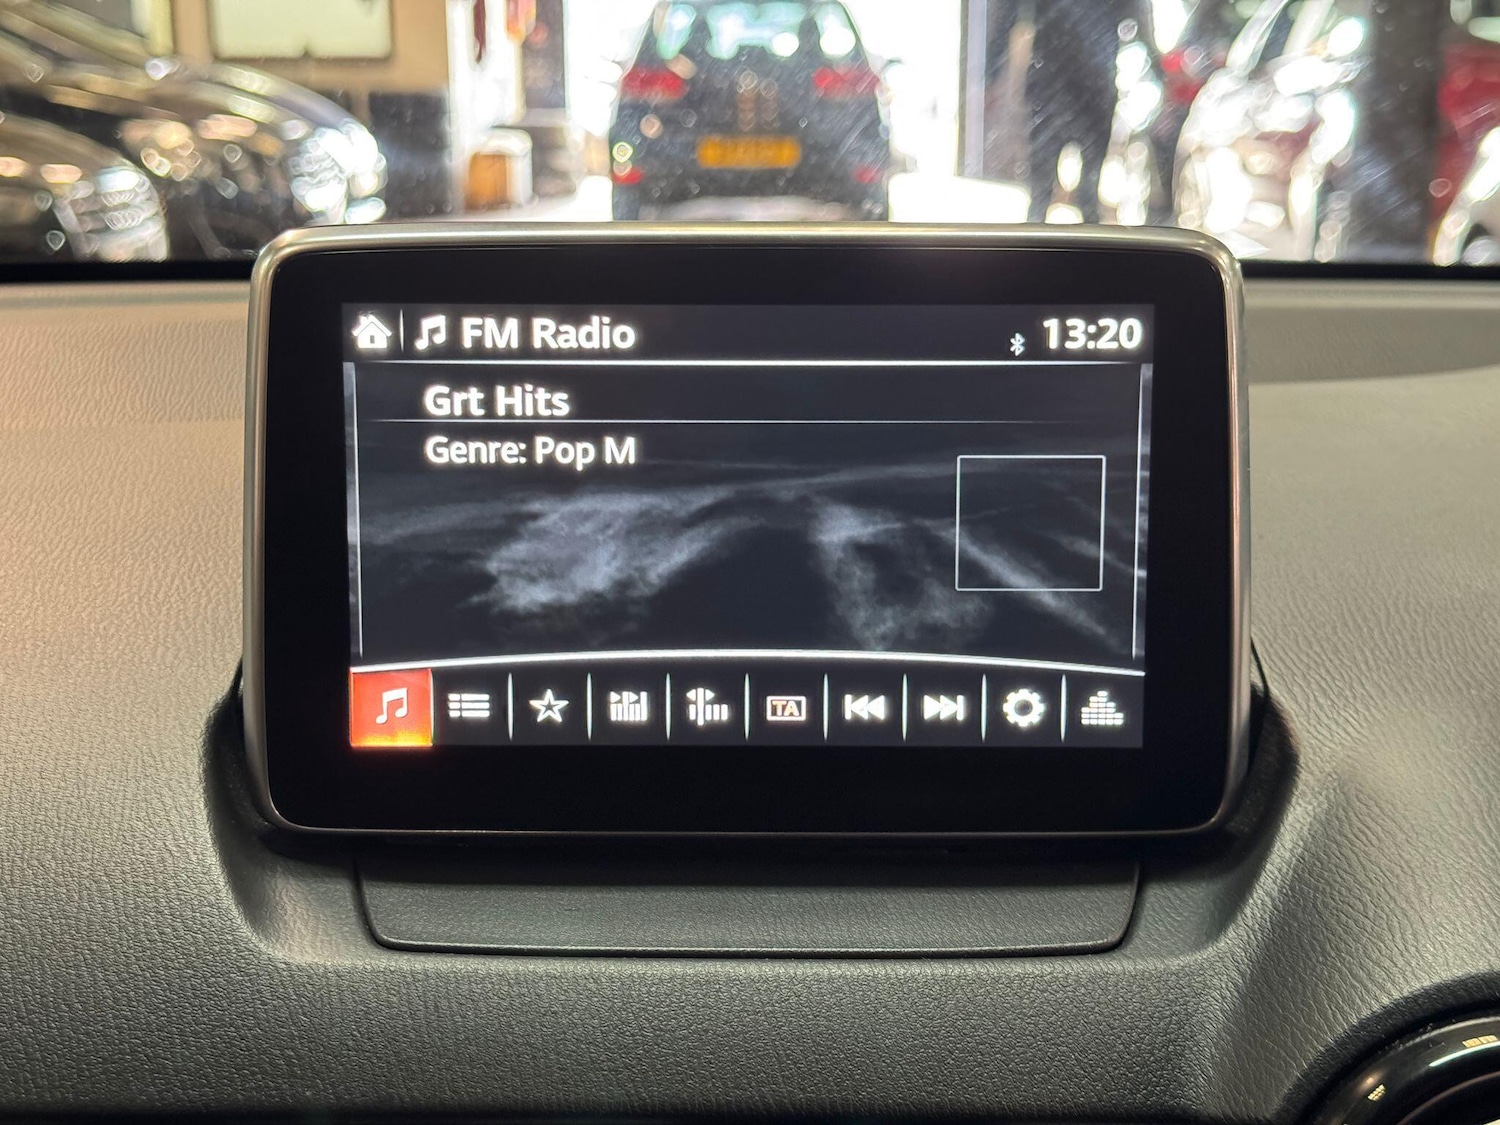 FM Radio 13:20
Grt Hits
Genre: Pop M
TA